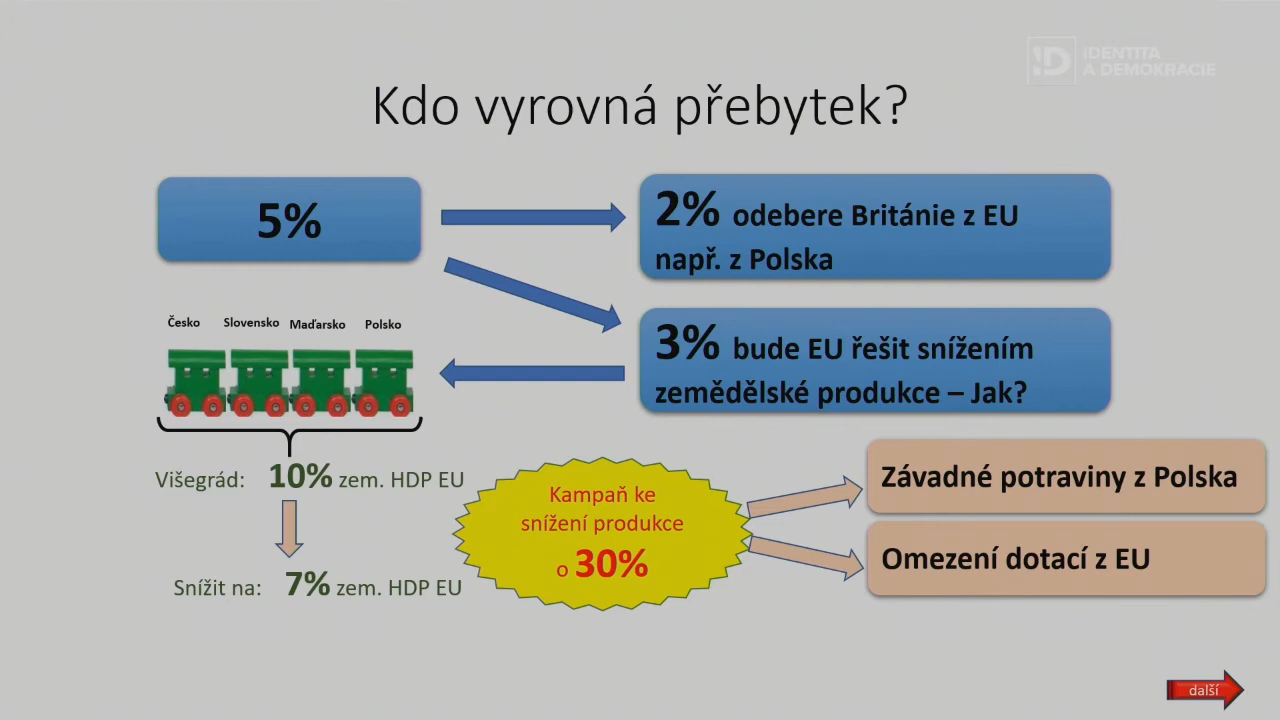 IDENTITA
A DEMOKRACIE
Kdo vyrovná přebytek?
5%
2% odebere Británie z EU
např. z Polska
Česko Slovensko Maďarsko Polsko
3% bude EU řešit snížením
zemědělské produkce – Jak?
Višegrád: 10% zem. HDP EU
Snížit na: 7% zem. HDP EU
Kampaň ke
snížení produkce
o 30%
Závadné potraviny z Polska
Omezení dotací z EU
další